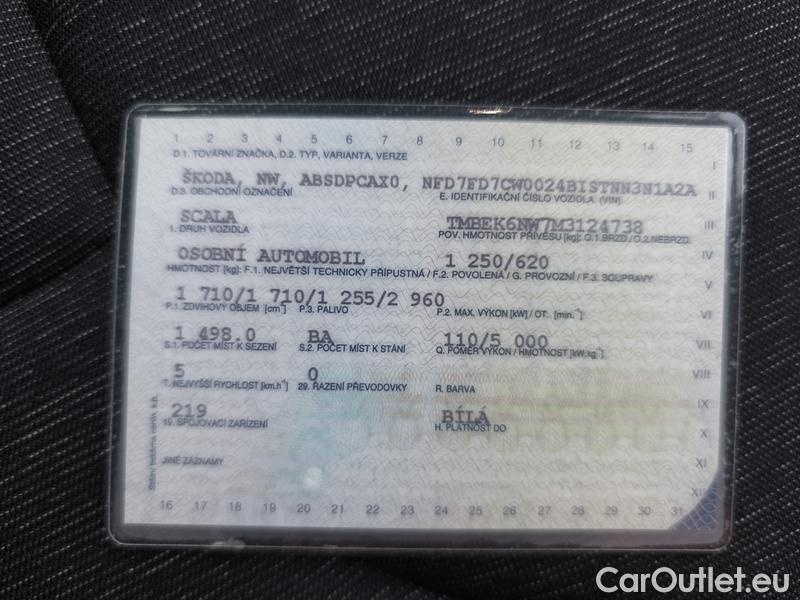 1 2 3 4 5 6 7 8 9 10 11 12 13 14 15
D.1. TOVÁRNÍ ZNAČKA, D.2. TYP, VARIANTA, VERZE
I
ŠKODA, NW, ABSDPCAX0, NFD7FD7CW0024BISTNN3N1A2A
II
D.3. OBCHODNÍ OZNAČENÍ E. IDENTIFIKAČNÍ ČÍSLO VOZIDLA (VIN)
SCALA TMBEK6NW7M3124738
III
1. DRUH VOZIDLA POV. HMOTNOST PŘÍVĚSU [kg]: O.1 BRZD./O.2 NEBRZD.
OSOBNÍ AUTOMOBIL 1 250/620
IV
HMOTNOST [kg]: F.1. NEJVĚTŠÍ TECHNICKY PŘÍPUSTNÁ / F.2. POVOLENÁ / G. PROVOZNÍ / F.3. SOUPRAVY
V
1 710/1 710/1 255/2 960
P.1. ZDVIHOVÝ OBJEM [cm³] P.3. PALIVO P.2. MAX. VÝKON [kW] / OT. [min.⁻¹]
VI
1 498.0 BA 110/5 000
VII
S.1. POČET MÍST K SEZENÍ S.2. POČET MÍST K STÁNÍ Q. POMĚR VÝKON / HMOTNOST [kW.kg⁻¹]
5 0
VIII
T. NEJVYŠŠÍ RYCHLOST [km.h⁻¹] 29. ŘAZENÍ PŘEVODOVKY R. BARVA
219 BÍLÁ
IX
10. SPOJOVACÍ ZAŘÍZENÍ H. PLATNOST DO
X
JINÉ ZÁZNAMY
XI
XII
16 17 18 19 20 21 22 23 24 25 26 27 28 29 30 31
Státní tiskárna cenin, s.p.
CarOutlet.eu